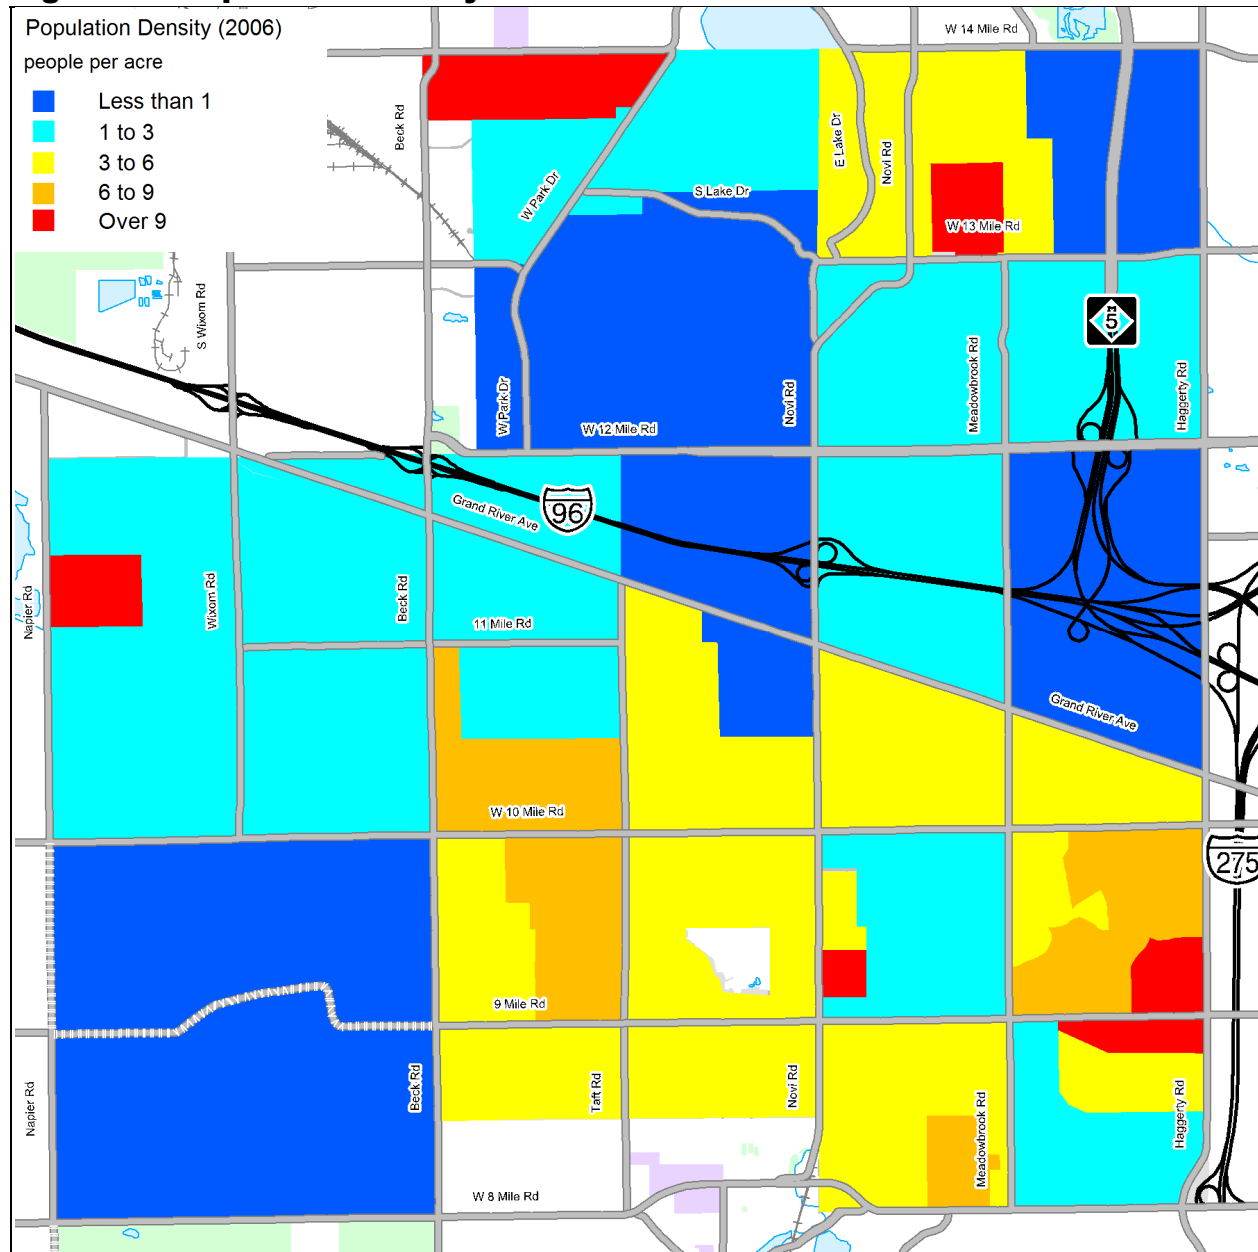 Population Density (2006)
people per acre
Less than 1
1 to 3
3 to 6
6 to 9
Over 9
W 14 Mile Rd
Beck Rd
E Lake Dr
Novi Rd
W Park Dr
S Lake Dr
W 13 Mile Rd
S Wixom Rd
M
5
Meadowbrook Rd
Haggerty Rd
W Park Dr
Novi Rd
W 12 Mile Rd
Grand River Ave
96
Napier Rd
Wixom Rd
Beck Rd
11 Mile Rd
Grand River Ave
W 10 Mile Rd
275
9 Mile Rd
Napier Rd
Beck Rd
Taft Rd
Novi Rd
Meadowbrook Rd
Haggerty Rd
W 8 Mile Rd